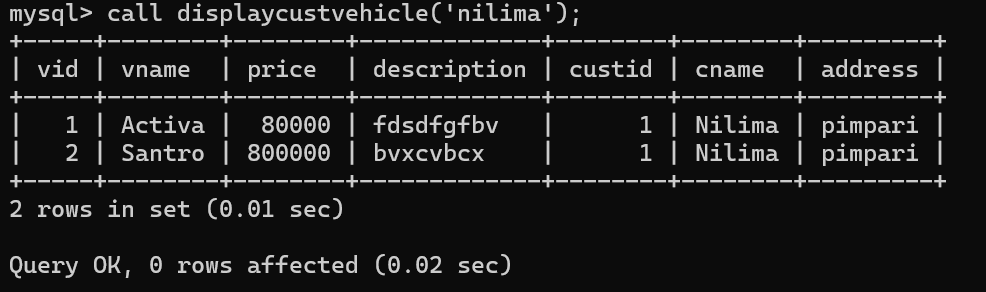 mysql> call displaycustvehicle('nilima');
+-----+--------+--------+-------------+--------+--------+---------+
| vid | vname  | price  | description | custid | cname  | address |
+-----+--------+--------+-------------+--------+--------+---------+
|   1 | Activa |  80000 | fdsdfgfbv   |      1 | Nilima | pimpari |
|   2 | Santro | 800000 | bvxcvbcx    |      1 | Nilima | pimpari |
+-----+--------+--------+-------------+--------+--------+---------+
2 rows in set (0.01 sec)

Query OK, 0 rows affected (0.02 sec)